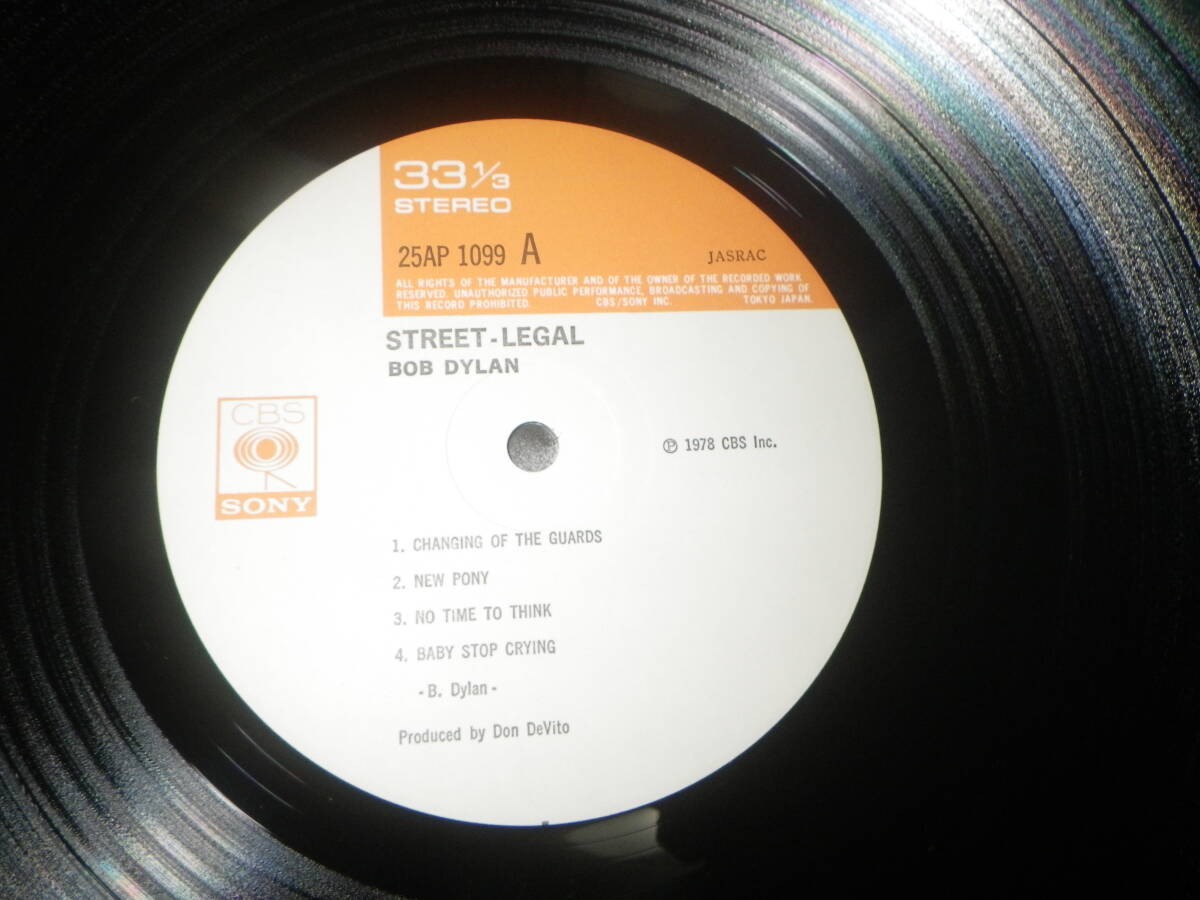 33 1/3
STEREO
25AP 1099 A
JASRAC
ALL RIGHTS OF THE MANUFACTURER AND OF THE OWNER OF THE RECORDED WORK
RESERVED. UNAUTHORIZED PUBLIC PERFORMANCE, BROADCASTING AND COPYING OF
THIS RECORD PROHIBITED. CBS/SONY INC. TOKYO JAPAN.
STREET-LEGAL
BOB DYLAN
CBS
SONY
Ⓟ 1978 CBS Inc.
1. CHANGING OF THE GUARDS
2. NEW PONY
3. NO TIME TO THINK
4. BABY STOP CRYING
- B. Dylan -
Produced by Don DeVito